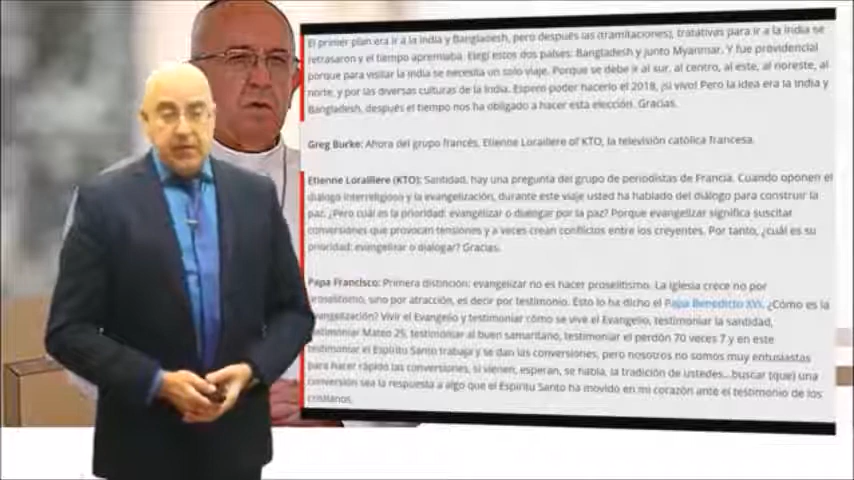 El primer plan era ir a la India y Bangladesh, pero después las (tramitaciones), tratativas para ir a la India se
retrasaron y el tiempo apremiaba. Elegí estos dos países: Bangladesh y junto Myanmar. Y fue providencial
porque para visitar la India se necesita un solo viaje. Porque se debe ir al sur, al centro, al este, al noreste, al
norte, y por las diversas culturas de la India. Espero poder hacerlo el 2018, ¡si vivo! Pero la idea era la India y
Bangladesh, después el tiempo nos ha obligado a hacer esta elección. Gracias.
Greg Burke: Ahora del grupo francés, Etienne Loraillere of KTO, la televisión católica francesa.
Etienne Loraillere (KTO): Santidad, hay una pregunta del grupo de periodistas de Francia. Cuando oponen el
diálogo interreligioso y la evangelización, durante este viaje usted ha hablado del diálogo para construir la
paz. ¿Pero cuál es la prioridad: evangelizar o dialogar por la paz? Porque evangelizar significa suscitar
conversiones que provocan tensiones y a veces crean conflictos entre los creyentes. Por tanto, ¿cuál es su
prioridad: evangelizar o dialogar? Gracias.
Papa Francisco: Primera distinción: evangelizar no es hacer proselitismo. La Iglesia crece no por
proselitismo, sino por atracción, es decir por testimonio. Esto lo ha dicho el Papa Benedicto XVI. ¿Cómo es la
evangelización? Vivir el Evangelio y testimoniar cómo se vive el Evangelio, testimoniar la santidad,
testimoniar Mateo 25, testimoniar al buen samaritano, testimoniar el perdón 70 veces 7 y en este
testimoniar el Espíritu Santo trabaja y se dan las conversiones, pero nosotros no somos muy entusiastas
para hacer rápido las conversiones, si vienen, esperan, se habla, la tradición de ustedes...buscar (que) una
conversión sea la respuesta a algo que el Espíritu Santo ha movido en mi corazón ante el testimonio de los
cristianos.